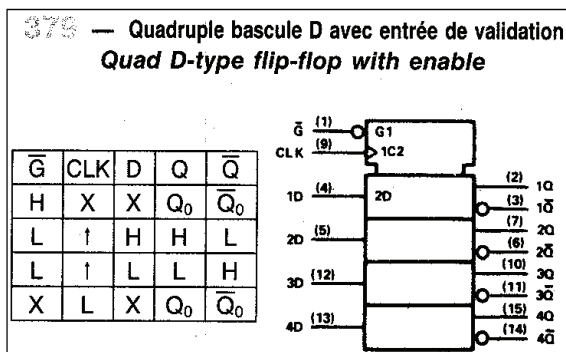 379 — Quadruple bascule D avec entrée de validation
Quad D-type flip-flop with enable
G̅ CLK D Q Q̅
H X X Q₀ Q̅₀
L ↑ H H L
L ↑ L L H
X L X Q₀ Q̅₀
G̅ (1) G1
CLK (9) 1C2
1D (4) 2D (2) 1Q
(3) 1Q̅
2D (5) (7) 2Q
(6) 2Q̅
3D (12) (10) 3Q
(11) 3Q̅
4D (13) (15) 4Q
(14) 4Q̅